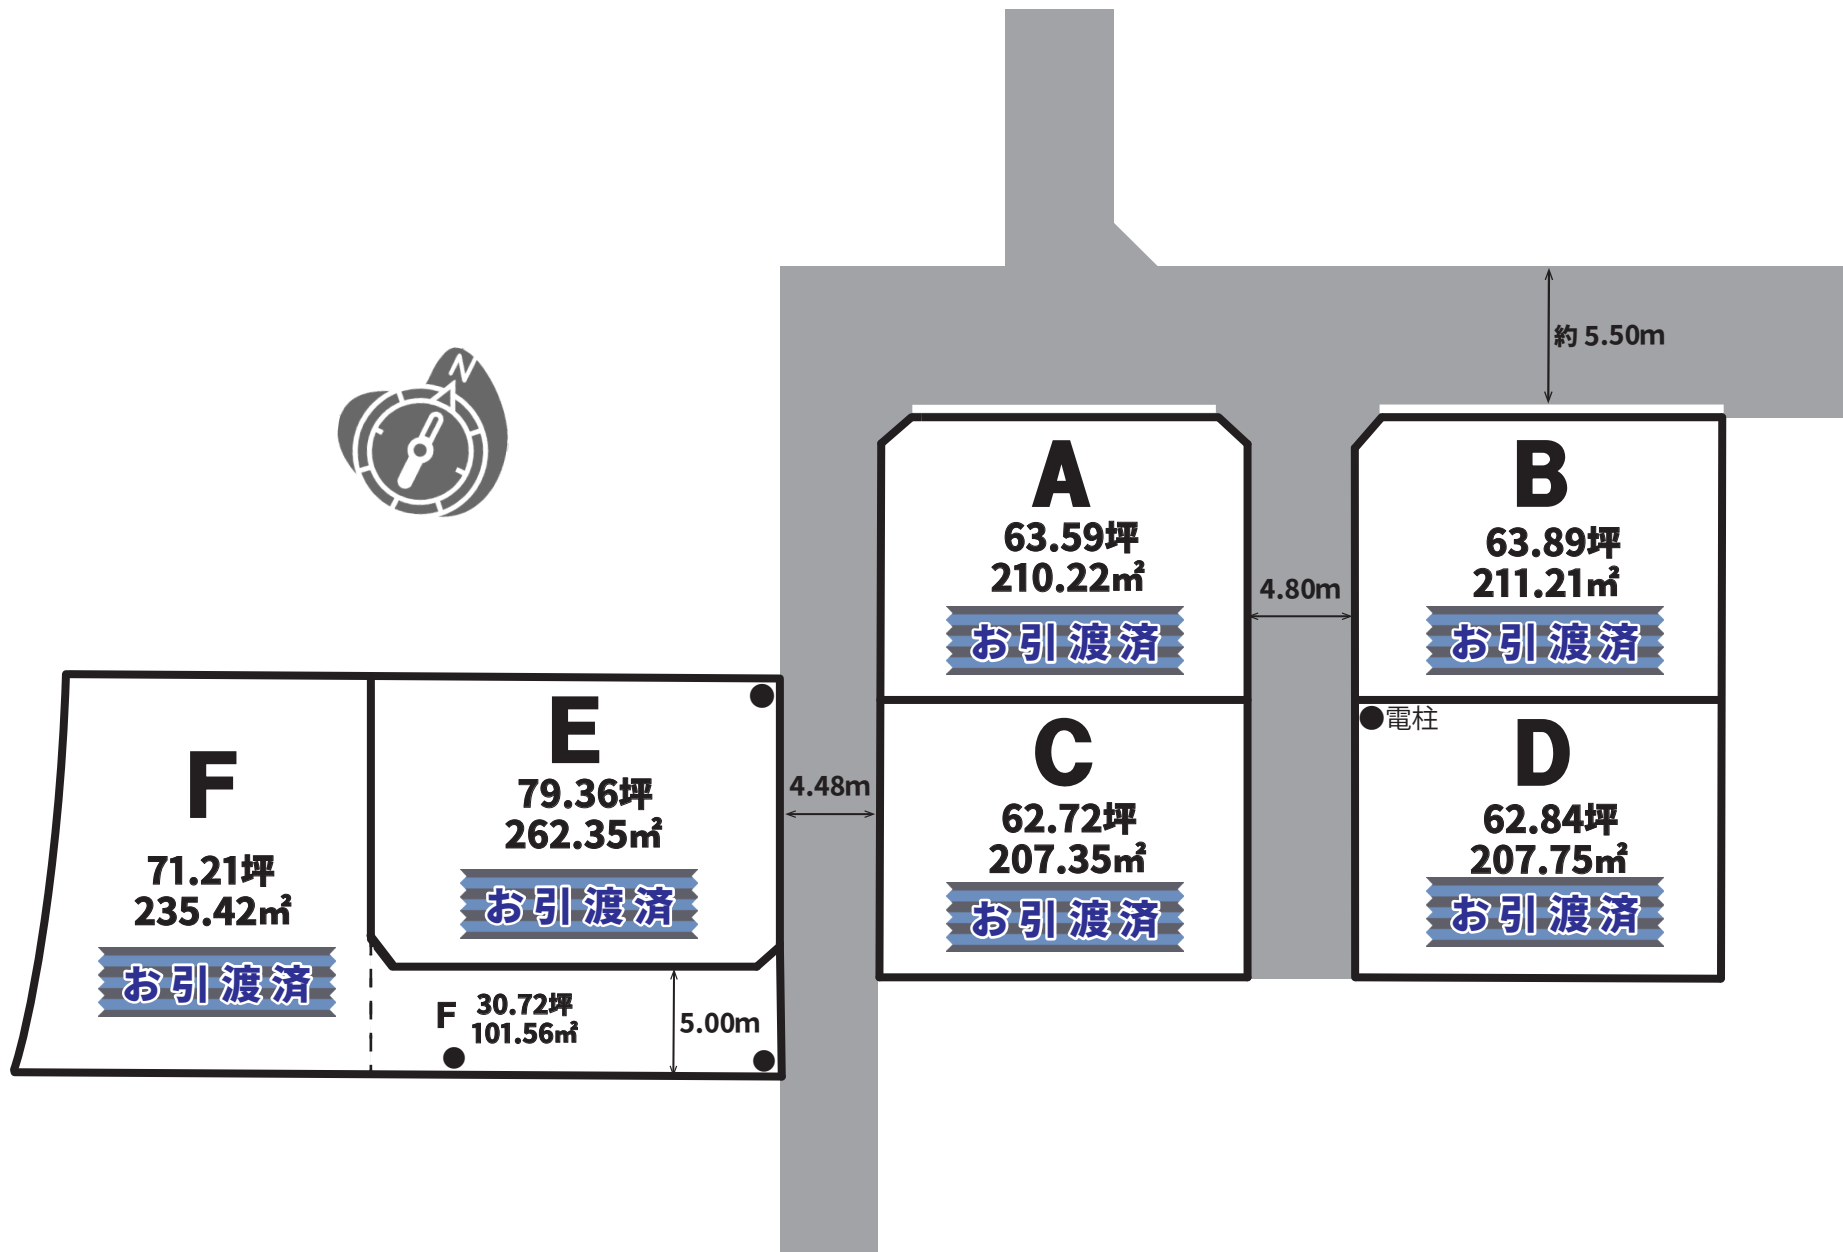 N
約 5.50m
A
63.59坪
210.22㎡
お引渡済
4.80m
B
63.89坪
211.21㎡
お引渡済
F
71.21坪
235.42㎡
お引渡済
E
79.36坪
262.35㎡
お引渡済
4.48m
C
62.72坪
207.35㎡
お引渡済
電柱
D
62.84坪
207.75㎡
お引渡済
F 30.72坪
101.56㎡
5.00m